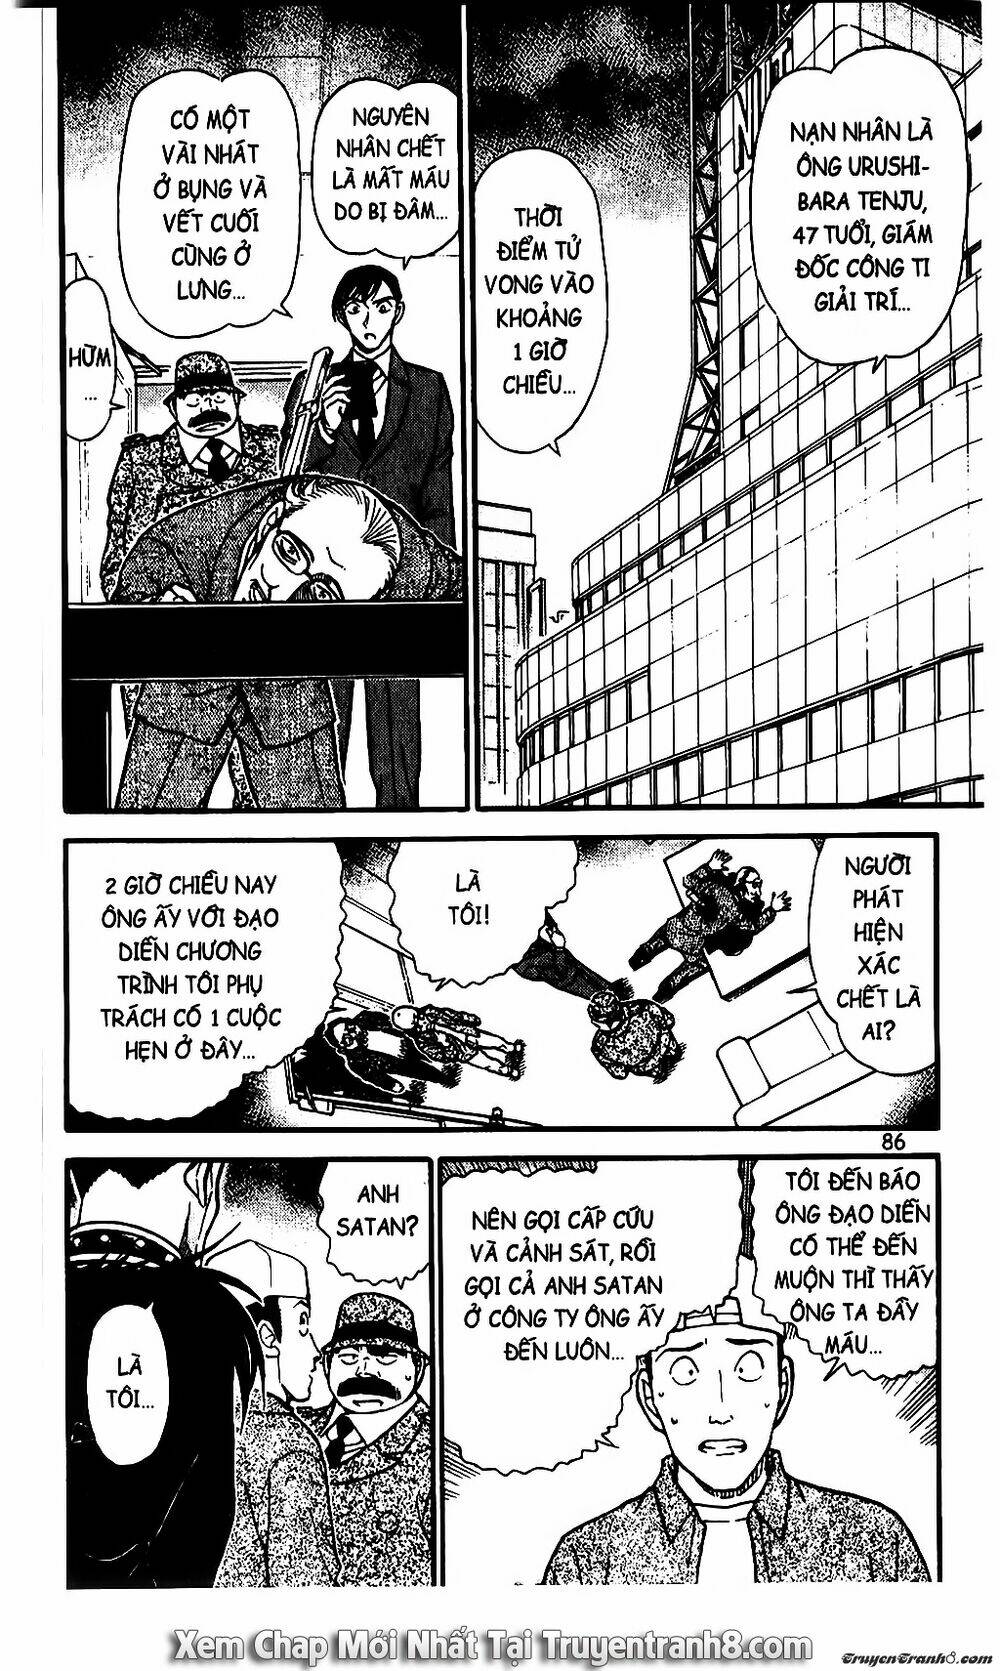 NẠN NHÂN LÀ
ÔNG URUSHI-
BARA TENJU,
47 TUỔI, GIÁM
ĐỐC CÔNG TI
GIẢI TRÍ...
THỜI
ĐIỂM TỬ
VONG VÀO
KHOẢNG
1 GIỜ
CHIỀU...
NGUYÊN
NHÂN CHẾT
LÀ MẤT MÁU
DO BỊ ĐÂM...
CÓ MỘT
VÀI NHÁT
Ở BỤNG VÀ
VẾT CUỐI
CÙNG Ở
LƯNG...
HỪM
...
NGƯỜI
PHÁT
HIỆN
XÁC
CHẾT LÀ
AI?
LÀ
TÔI!
2 GIỜ CHIỀU NAY
ÔNG ẤY VỚI ĐẠO
DIỄN CHƯƠNG
TRÌNH TÔI PHỤ
TRÁCH CÓ 1 CUỘC
HẸN Ở ĐÂY...
86
TÔI ĐẾN BÁO
ÔNG ĐẠO DIỄN
CÓ THỂ ĐẾN
MUỘN THÌ THẤY
ÔNG TA ĐẦY
MÁU...
NÊN GỌI CẤP CỨU
VÀ CẢNH SÁT, RỒI
GỌI CẢ ANH SATAN
Ở CÔNG TY ÔNG ẤY
ĐẾN LUÔN...
ANH
SATAN?
LÀ
TÔI...
Xem Chap Mới Nhất Tại Truyentranh8.com
TruyenTranh8.com